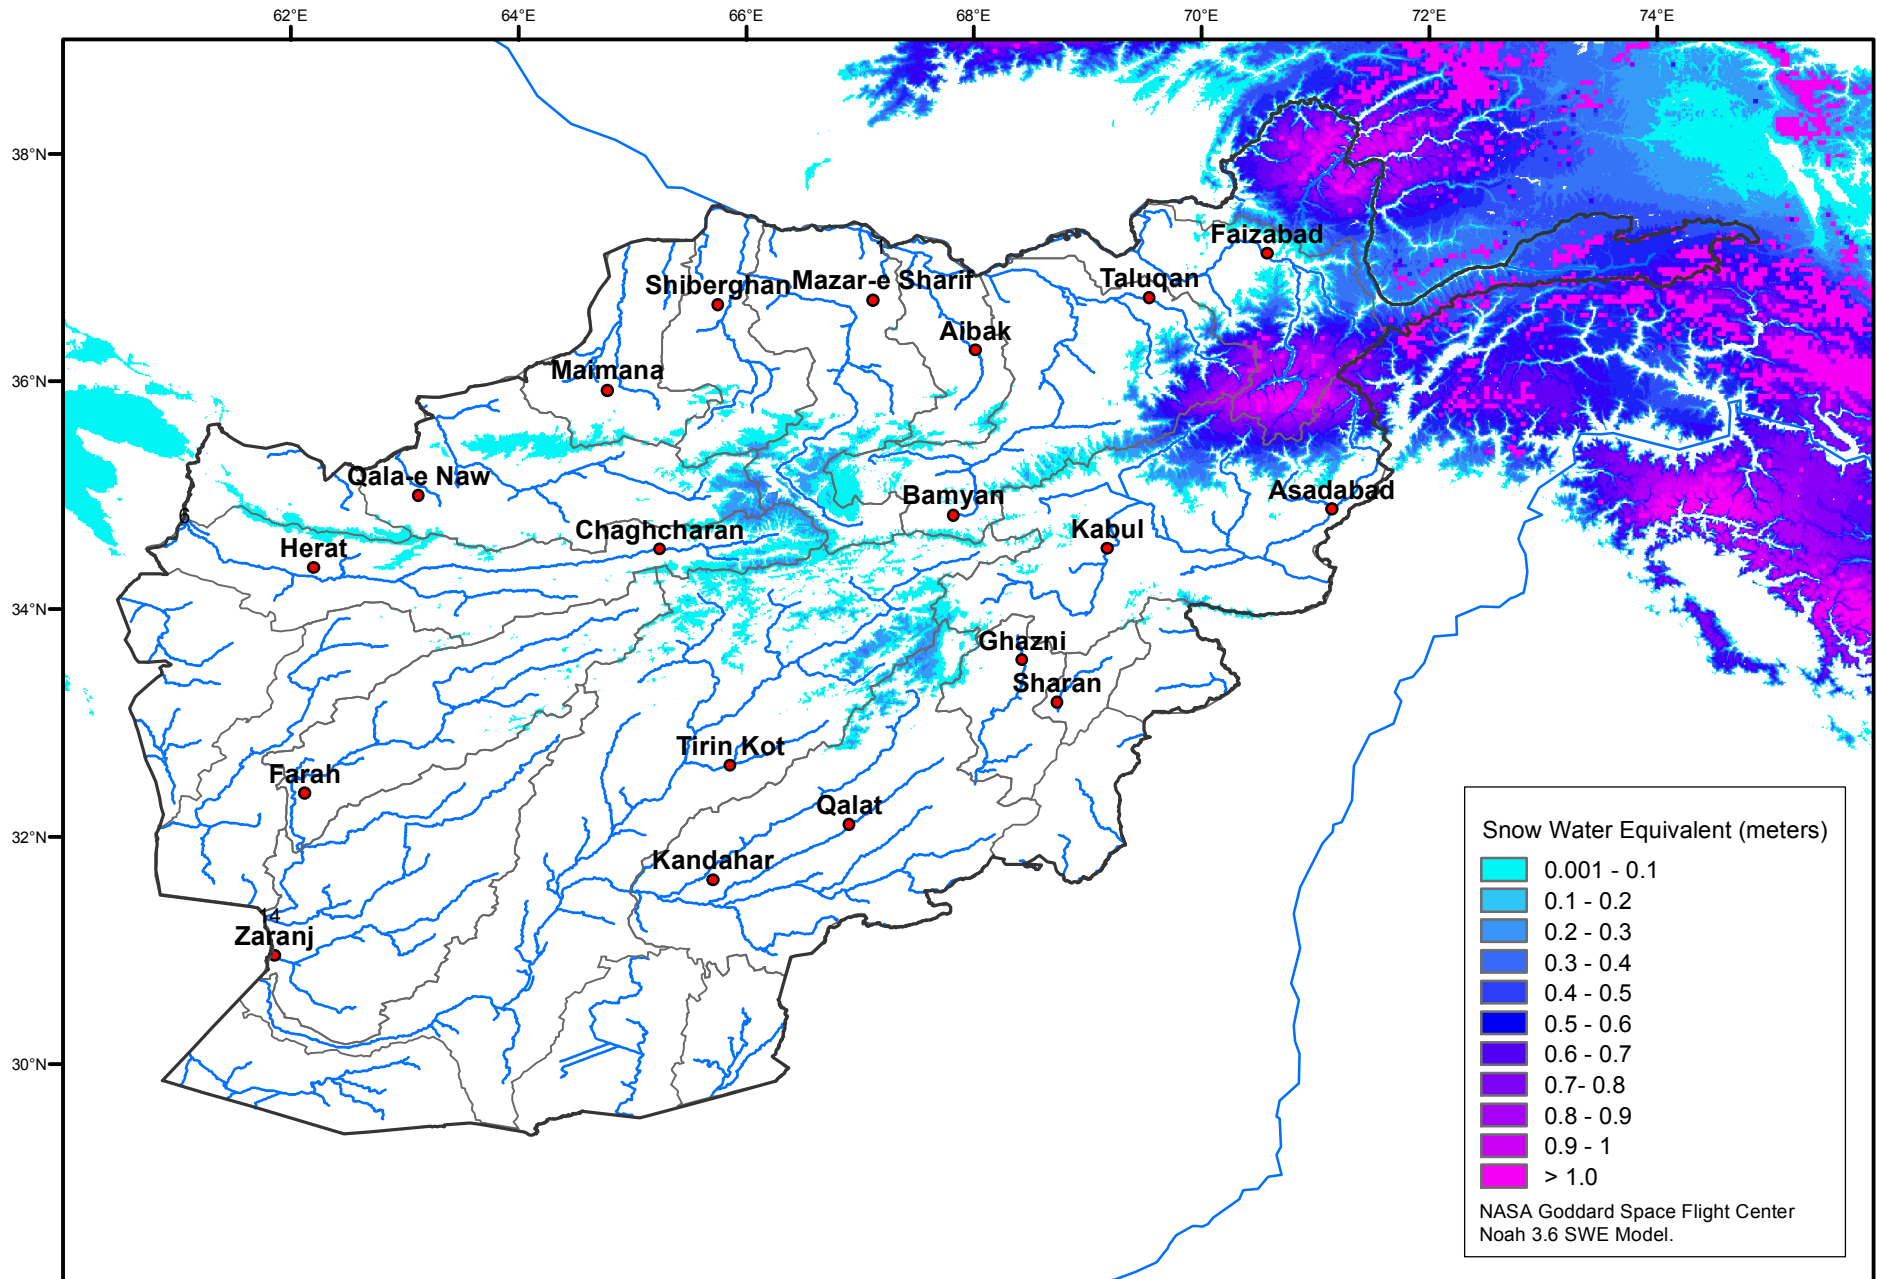 62°E
64°E
66°E
68°E
70°E
72°E
74°E
38°N
36°N
34°N
32°N
30°N
Faizabad
Taluqan
Shiberghan
Mazar-e Sharif
Aibak
Maimana
Qala-e Naw
Bamyan
Asadabad
6
Chaghcharan
Kabul
Herat
Ghazni
Sharan
Tirin Kot
Farah
Qalat
Kandahar
14
Zaranj
Snow Water Equivalent (meters)
0.001 - 0.1
0.1 - 0.2
0.2 - 0.3
0.3 - 0.4
0.4 - 0.5
0.5 - 0.6
0.6 - 0.7
0.7- 0.8
0.8 - 0.9
0.9 - 1
> 1.0
NASA Goddard Space Flight Center
Noah 3.6 SWE Model.